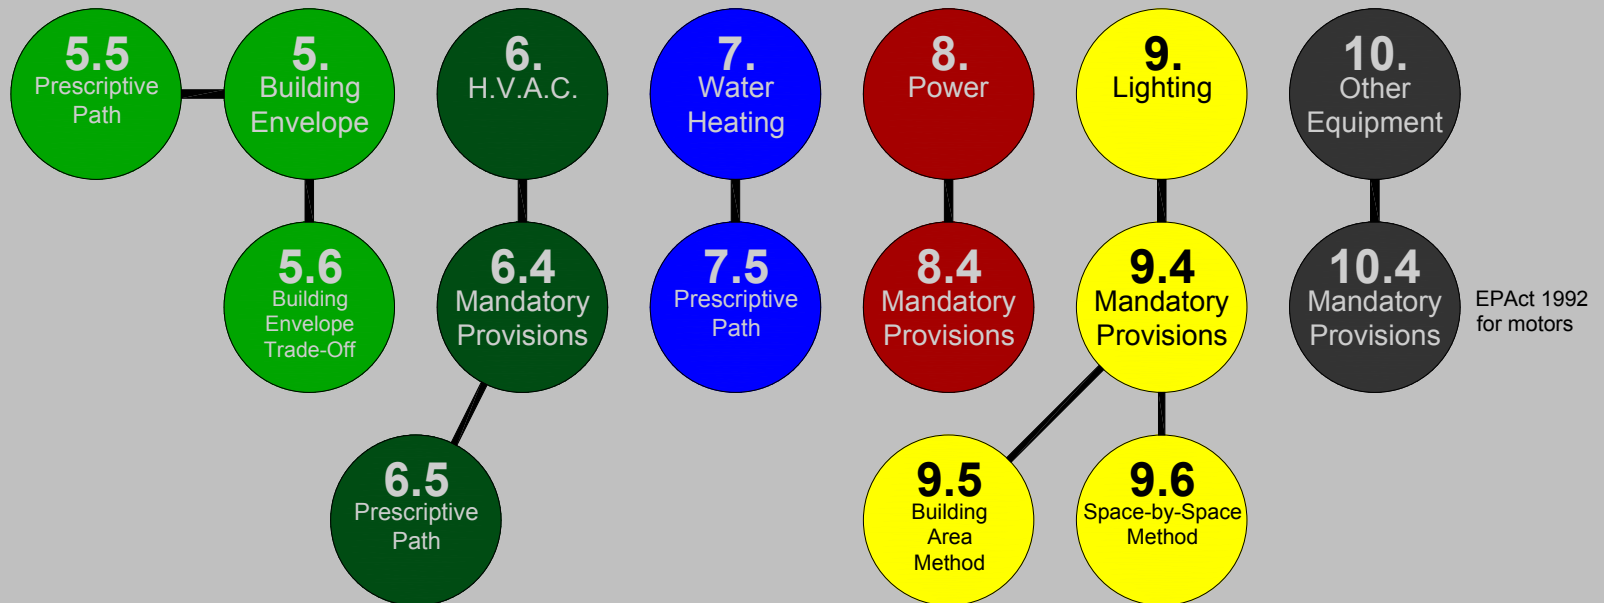 5.5
Prescriptive
Path
5.
Building
Envelope
6.
H.V.A.C.
7.
Water
Heating
8.
Power
9.
Lighting
10.
Other
Equipment
5.6
Building
Envelope
Trade-Off
6.4
Mandatory
Provisions
7.5
Prescriptive
Path
8.4
Mandatory
Provisions
9.4
Mandatory
Provisions
10.4
Mandatory
Provisions
EPAct 1992
for motors
6.5
Prescriptive
Path
9.5
Building
Area
Method
9.6
Space-by-Space
Method